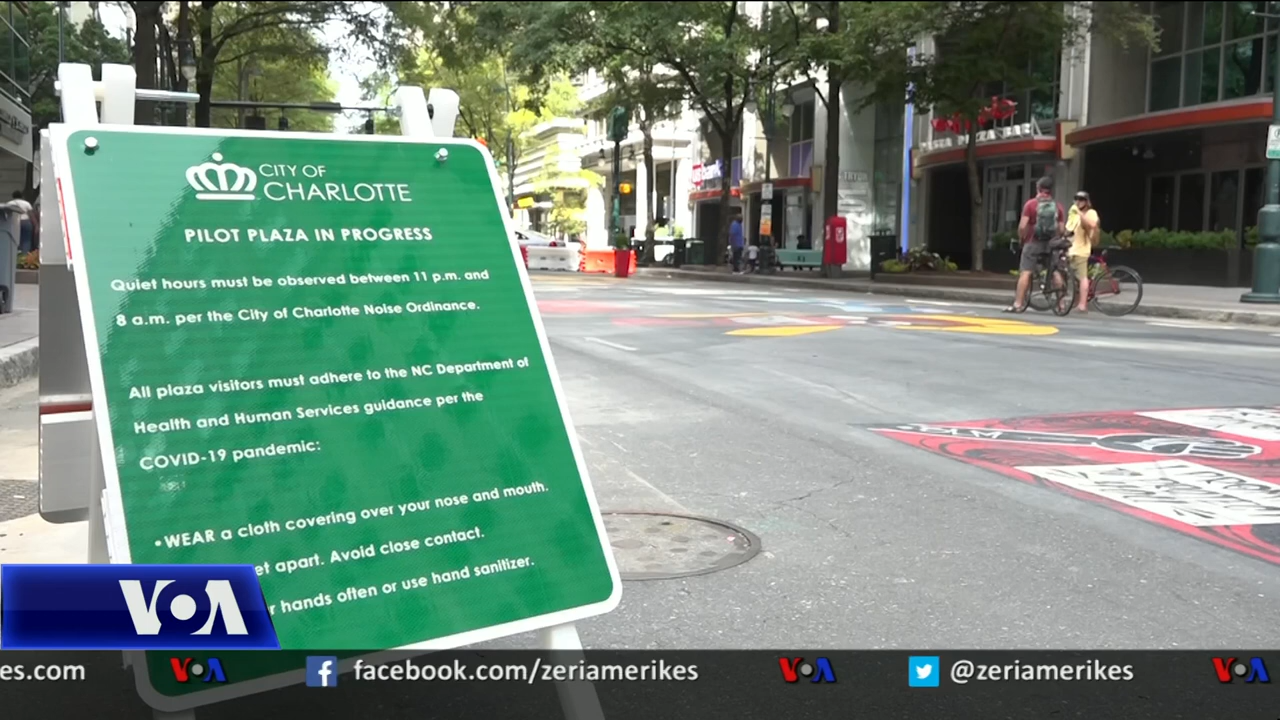 CITY OF
CHARLOTTE
PILOT PLAZA IN PROGRESS
Quiet hours must be observed between 11 p.m. and
8 a.m. per the City of Charlotte Noise Ordinance.
All plaza visitors must adhere to the NC Department of
Health and Human Services guidance per the
COVID-19 pandemic:
•WEAR a cloth covering over your nose and mouth.
apart. Avoid close contact.
hands often or use hand sanitizer.
VOA
es.com VOA facebook.com/zeriamerikes VOA @zeriamerikes VOA